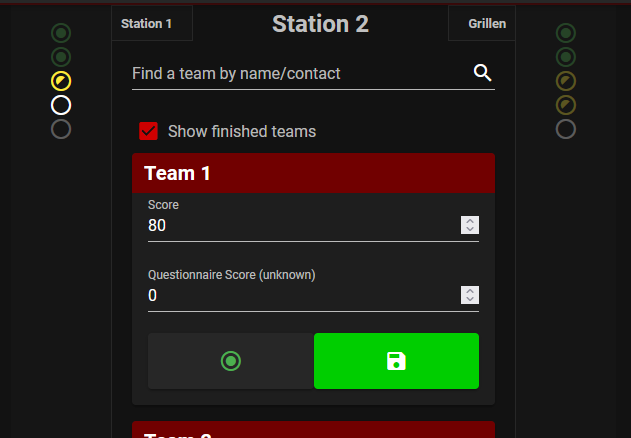 Station 1
Station 2
Grillen
Find a team by name/contact
Show finished teams
Team 1
Score
80
Questionnaire Score (unknown)
0